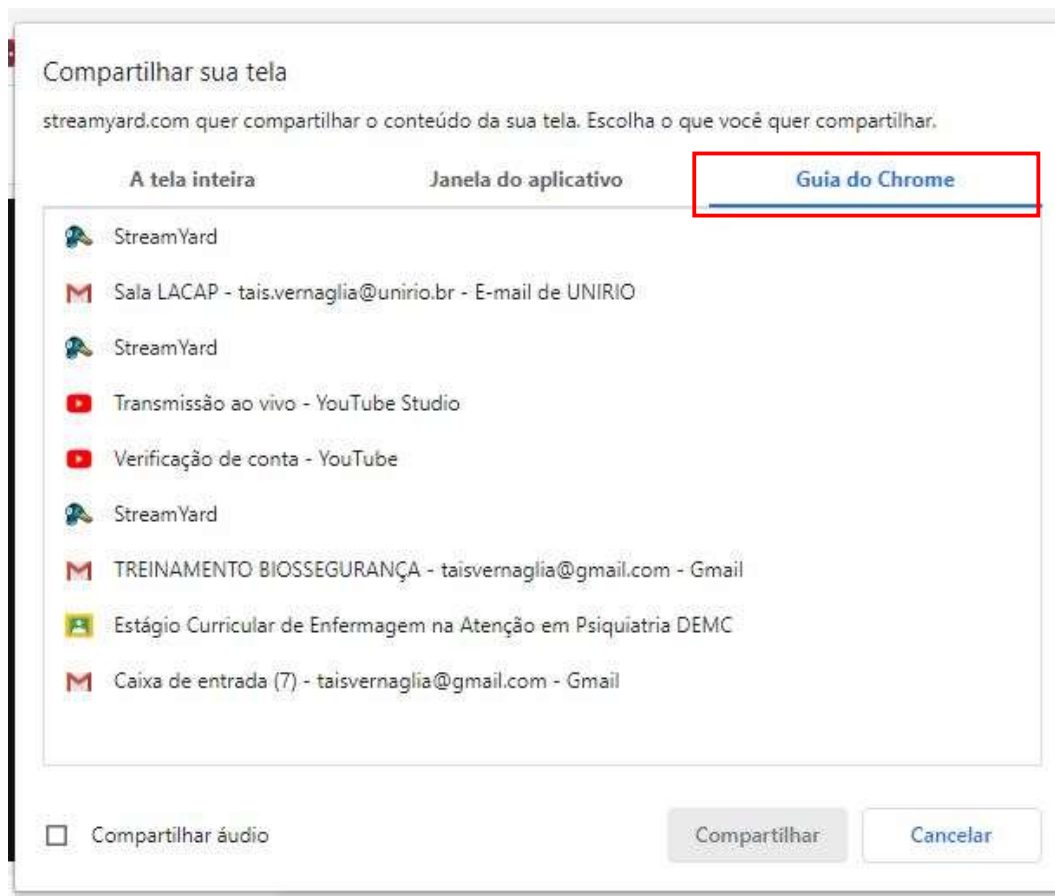 Compartilhar sua tela
streamyard.com quer compartilhar o conteúdo da sua tela. Escolha o que você quer compartilhar.
A tela inteira Janela do aplicativo Guia do Chrome
StreamYard
Sala LACAP - tais.vernaglia@unirio.br - E-mail de UNIRIO
StreamYard
Transmissão ao vivo - YouTube Studio
Verificação de conta - YouTube
StreamYard
TREINAMENTO BIOSSEGURANÇA - taisvernaglia@gmail.com - Gmail
Estágio Curricular de Enfermagem na Atenção em Psiquiatria DEMC
Caixa de entrada (7) - taisvernaglia@gmail.com - Gmail
Compartilhar áudio Compartilhar Cancelar